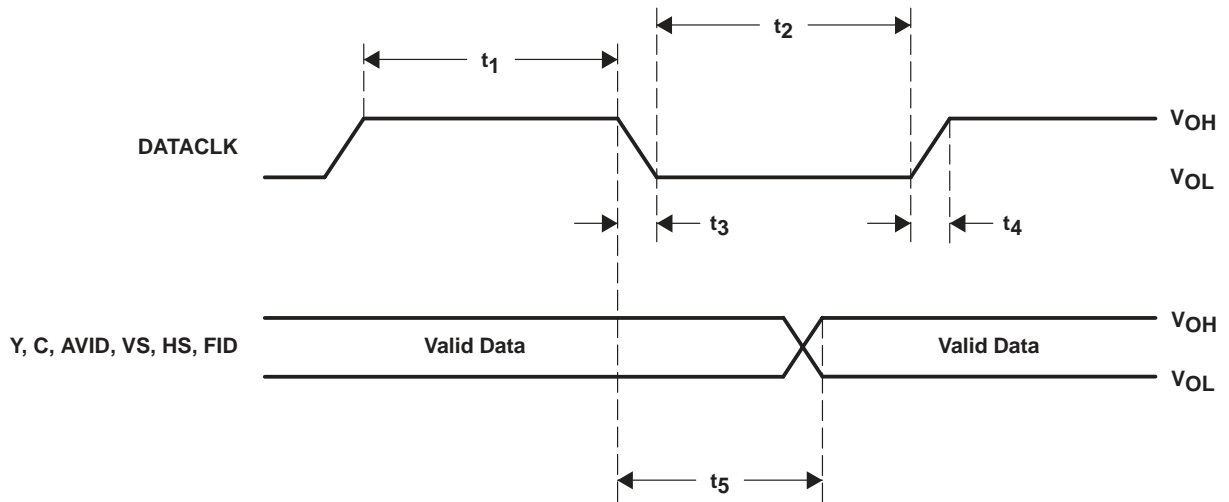 t2
t1
VOH
DATACLK
VOL
t3
t4
VOH
Y, C, AVID, VS, HS, FID
Valid Data
Valid Data
VOL
t5